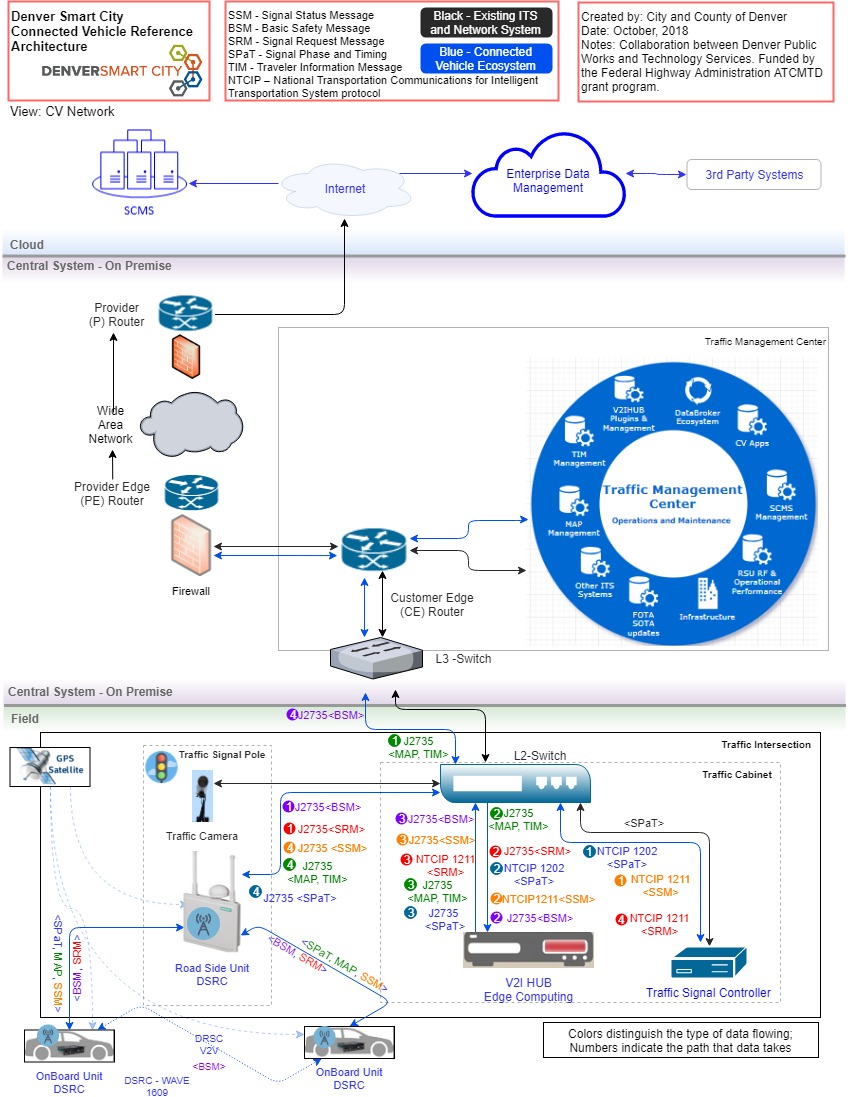 Denver Smart City
Connected Vehicle Reference
Architecture
DENVERSMART CITY
SSM - Signal Status Message
BSM - Basic Safety Message
SRM - Signal Request Message
SPaT - Signal Phase and Timing
TIM - Traveler Information Message
NTCIP – National Transportation Communications for Intelligent
Transportation System protocol
Black - Existing ITS
and Network System
Blue - Connected
Vehicle Ecosystem
Created by: City and County of Denver
Date: October, 2018
Notes: Collaboration between Denver Public
Works and Technology Services. Funded by
the Federal Highway Administration ATCMTD
grant program.
View: CV Network
SCMS
Internet
Enterprise Data
Management
3rd Party Systems
Cloud
Central System - On Premise
Provider
(P) Router
Wide
Area
Network
Provider Edge
(PE) Router
Firewall
Traffic Management Center
V2IHUB
Plugins &
Management
DataBroker
Ecosystem
CV Apps
TIM
Management
SCMS
Management
MAP
Management
Traffic Management
Center
Operations and Maintenance
Other ITS
Systems
RSU RF &
Operational
Performance
FOTA
SOTA
updates
Infrastructure
Customer Edge
(CE) Router
L3 -Switch
Central System - On Premise
Field
4 J2735<BSM>
1 J2735
<MAP, TIM>
L2-Switch
Traffic Intersection
GPS
Satellite
Traffic Signal Pole
Traffic Cabinet
Traffic Camera
1 J2735<BSM>
1 J2735<SRM>
4 J2735 <SSM>
4 J2735
<MAP, TIM>
4 J2735 <SPaT>
3 J2735<BSM>
3 J2735<SSM>
3 NTCIP 1211
<SRM>
3 J2735
<MAP, TIM>
3 J2735
<SPaT>
2 J2735
<MAP, TIM>
2 J2735<SRM>
2 NTCIP 1202
<SPaT>
2 NTCIP1211<SSM>
2 J2735<BSM>
<SPaT>
1 NTCIP 1202
<SPaT>
1 NTCIP 1211
<SSM>
4 NTCIP 1211
<SRM>
Road Side Unit
DSRC
V2I HUB
Edge Computing
Traffic Signal Controller
<SPaT, MAP, SSM>
<BSM, SRM>
<BSM, SRM>
<SPaT, MAP, SSM>
OnBoard Unit
DSRC
DRSC
V2V
<BSM>
DSRC - WAVE
1609
OnBoard Unit
DSRC
Colors distinguish the type of data flowing;
Numbers indicate the path that data takes